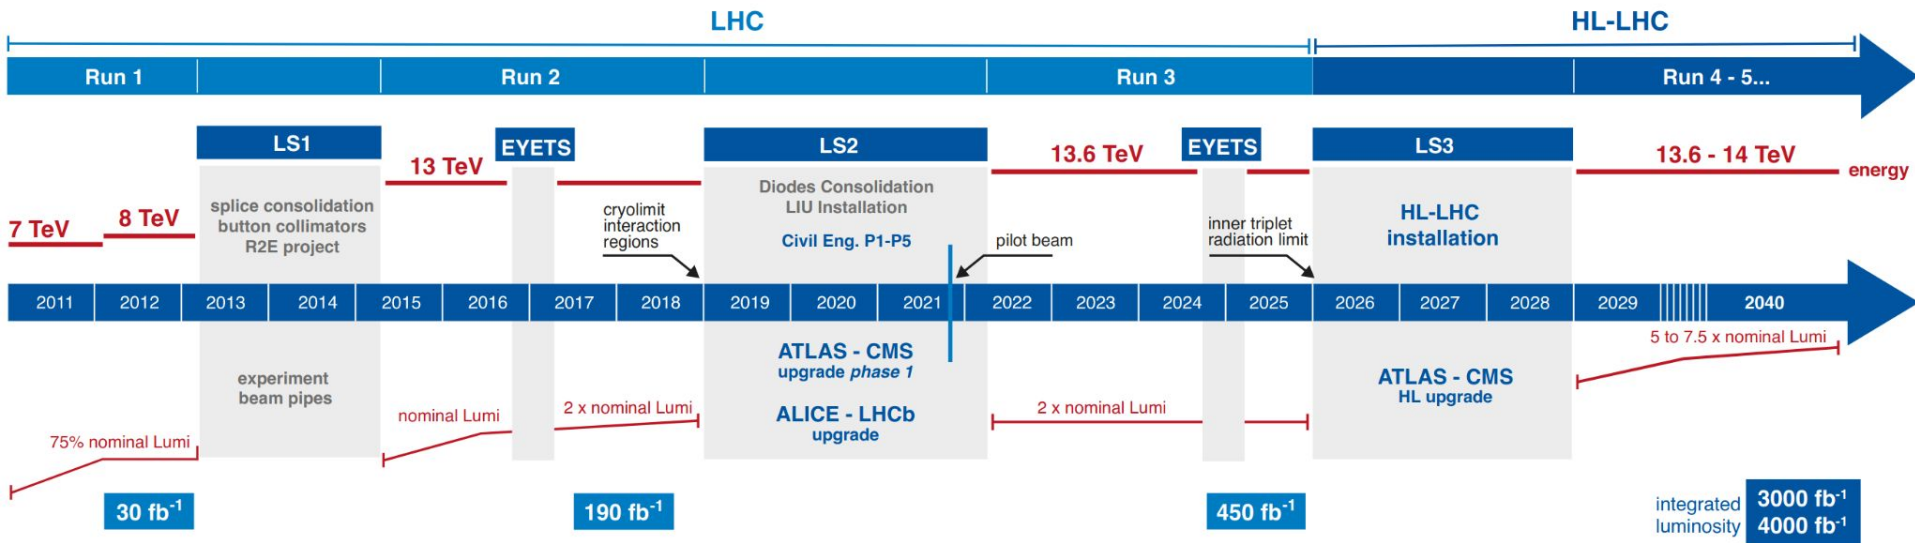 LHC
HL-LHC
Run 1
Run 2
Run 3
Run 4 - 5...
LS1
EYETS
LS2
EYETS
LS3
7 TeV
8 TeV
13 TeV
13.6 TeV
13.6 - 14 TeV
energy
splice consolidation
button collimators
R2E project
cryolimit
interaction
regions
Diodes Consolidation
LIU Installation
Civil Eng. P1-P5
pilot beam
inner triplet
radiation limit
HL-LHC
installation
2011 2012 2013 2014 2015 2016 2017 2018 2019 2020 2021 2022 2023 2024 2025 2026 2027 2028 2029 2040
experiment
beam pipes
ATLAS - CMS
upgrade phase 1
ALICE - LHCb
upgrade
ATLAS - CMS
HL upgrade
75% nominal Lumi
nominal Lumi
2 x nominal Lumi
2 x nominal Lumi
5 to 7.5 x nominal Lumi
30 fb⁻¹
190 fb⁻¹
450 fb⁻¹
integrated
luminosity
3000 fb⁻¹
4000 fb⁻¹